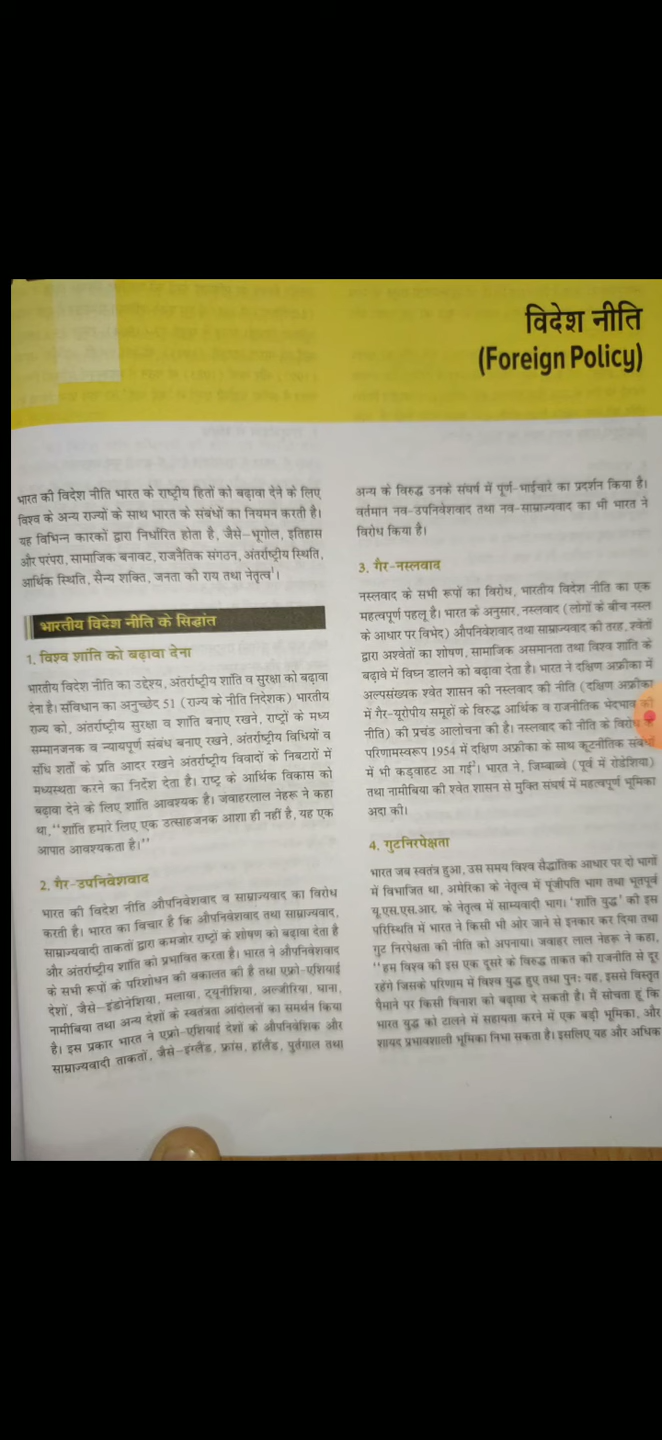 विदेश नीति
(Foreign Policy)
भारत की विदेश नीति भारत के राष्ट्रीय हितों को बढ़ावा देने के लिए
विश्व के अन्य राज्यों के साथ भारत के संबंधों का नियमन करती है।
यह विभिन्न कारकों द्वारा निर्धारित होता है, जैसे-भूगोल, इतिहास
और परंपरा, सामाजिक बनावट, राजनैतिक संगठन, अंतर्राष्ट्रीय स्थिति,
आर्थिक स्थिति, सैन्य शक्ति, जनता की राय तथा नेतृत्व¹।
भारतीय विदेश नीति के सिद्धांत
1. विश्व शांति को बढ़ावा देना
भारतीय विदेश नीति का उद्देश्य, अंतर्राष्ट्रीय शांति व सुरक्षा को बढ़ावा
देना है। संविधान का अनुच्छेद 51 (राज्य के नीति निदेशक) भारतीय
राज्य को, अंतर्राष्ट्रीय सुरक्षा व शांति बनाए रखने, राष्ट्रों के मध्य
सम्मानजनक व न्यायपूर्ण संबंध बनाए रखने, अंतर्राष्ट्रीय विधियों व
संधि शर्तों के प्रति आदर रखने अंतर्राष्ट्रीय विवादों के निबटारों में
मध्यस्थता करने का निर्देश देता है। राष्ट्र के आर्थिक विकास को
बढ़ावा देने के लिए शांति आवश्यक है। जवाहरलाल नेहरू ने कहा
था, "शांति हमारे लिए एक उत्साहजनक आशा ही नहीं है, यह एक
आपात आवश्यकता है।"
2. गैर-उपनिवेशवाद
भारत की विदेश नीति औपनिवेशवाद व साम्राज्यवाद का विरोध
करती है। भारत का विचार है कि औपनिवेशवाद तथा साम्राज्यवाद,
साम्राज्यवादी ताकतों द्वारा कमजोर राष्ट्रों के शोषण को बढ़ावा देता है
और अंतर्राष्ट्रीय शांति को प्रभावित करता है। भारत ने औपनिवेशवाद
के सभी रूपों के परिशोधन की वकालत की है तथा एफ्रो-एशियाई
देशों, जैसे-इंडोनेशिया, मलाया, ट्यूनीशिया, अल्जीरिया, घाना,
नामीबिया तथा अन्य देशों के स्वतंत्रता आंदोलनों का समर्थन किया
है। इस प्रकार भारत ने एफ्रो-एशियाई देशों के औपनिवेशिक और
साम्राज्यवादी ताकतों, जैसे-इंग्लैंड, फ्रांस, हॉलैंड, पुर्तगाल तथा
अन्य के विरुद्ध उनके संघर्ष में पूर्ण-भाईचारे का प्रदर्शन किया है।
वर्तमान नव-उपनिवेशवाद तथा नव-साम्राज्यवाद का भी भारत ने
विरोध किया है।
3. गैर-नस्लवाद
नस्लवाद के सभी रूपों का विरोध, भारतीय विदेश नीति का एक
महत्वपूर्ण पहलू है। भारत के अनुसार, नस्लवाद (लोगों के बीच नस्ल
के आधार पर विभेद) औपनिवेशवाद तथा साम्राज्यवाद की तरह, श्वेतों
द्वारा अश्वेतों का शोषण, सामाजिक असमानता तथा विश्व शांति के
बढ़ावे में विघ्न डालने को बढ़ावा देता है। भारत ने दक्षिण अफ्रीका में
अल्पसंख्यक श्वेत शासन की नस्लवाद की नीति (दक्षिण अफ्रीका
में गैर-यूरोपीय समूहों के विरुद्ध आर्थिक व राजनीतिक भेदभाव की
नीति) की प्रचंड आलोचना की है। नस्लवाद की नीति के विरोध के
परिणामस्वरूप 1954 में दक्षिण अफ्रीका के साथ कूटनीतिक संबंधों
में भी कड़वाहट आ गई²। भारत ने, जिम्बाब्वे (पूर्व में रोडेशिया)
तथा नामीबिया की श्वेत शासन से मुक्ति संघर्ष में महत्वपूर्ण भूमिका
अदा की।
4. गुटनिरपेक्षता
भारत जब स्वतंत्र हुआ, उस समय विश्व सैद्धांतिक आधार पर दो भागों
में विभाजित था, अमेरिका के नेतृत्व में पूंजीपति भाग तथा भूतपूर्व
यू.एस.एस.आर. के नेतृत्व में साम्यवादी भाग। 'शांति युद्ध' की इस
परिस्थिति में भारत ने किसी भी ओर जाने से इनकार कर दिया तथा
गुट निरपेक्षता की नीति को अपनाया। जवाहर लाल नेहरू ने कहा,
"हम विश्व की इस एक दूसरे के विरुद्ध ताकत की राजनीति से दूर
रहेंगे जिसके परिणाम में विश्व युद्ध हुए तथा पुनः यह, इससे विस्तृत
पैमाने पर किसी विनाश को बढ़ावा दे सकती है। मैं सोचता हूं कि
भारत युद्ध को टालने में सहायता करने में एक बड़ी भूमिका, और
शायद प्रभावशाली भूमिका निभा सकता है। इसलिए यह और अधिक